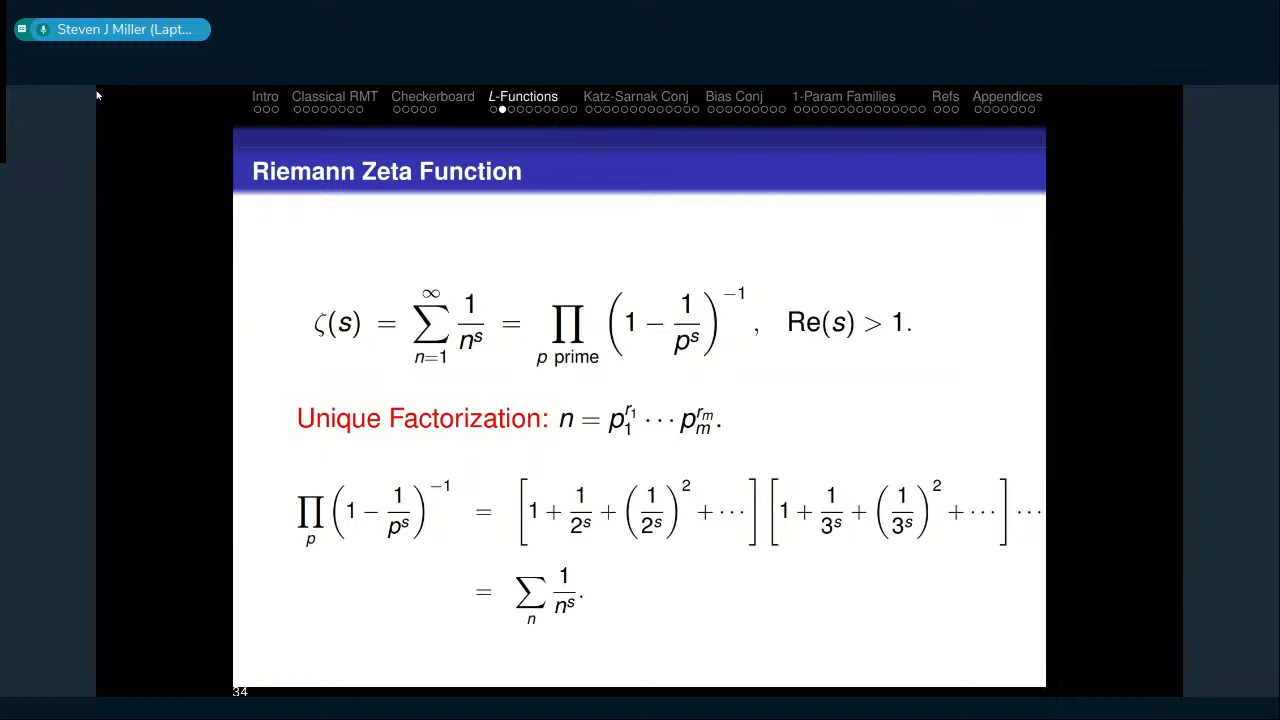 Steven J Miller (Lapt...
Intro Classical RMT Checkerboard L-Functions Katz-Sarnak Conj Bias Conj 1-Param Families Refs Appendices
Riemann Zeta Function
ζ(s) = ∑_{n=1}^{∞} 1/n^s = ∏_{p prime} (1 − 1/p^s)^{−1}, Re(s) > 1.
Unique Factorization: n = p_1^{r_1} ··· p_m^{r_m}.
∏_p (1 − 1/p^s)^{−1} = [1 + 1/2^s + (1/2^s)^2 + ···] [1 + 1/3^s + (1/3^s)^2 + ···] ···
= ∑_n 1/n^s.
34